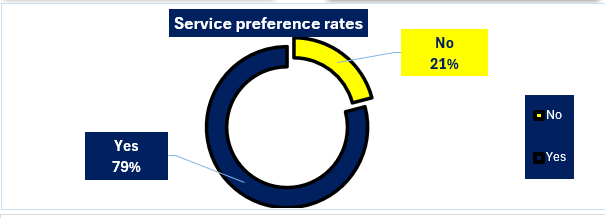 Service preference rates
No
21%
Yes
79%
No
Yes